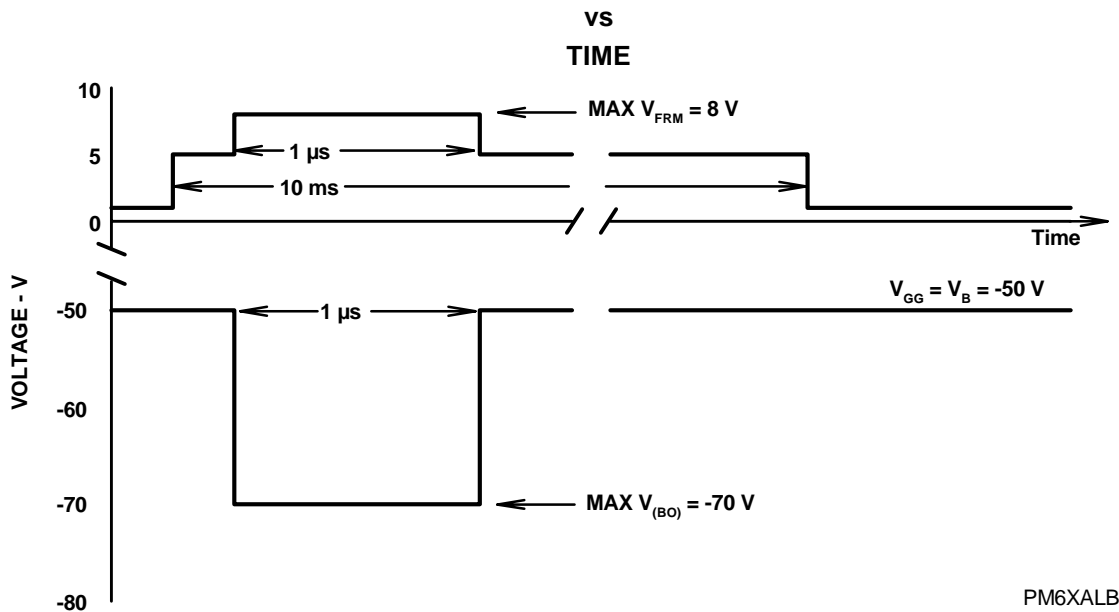 vs
TIME
10
MAX V_FRM = 8 V
5
1 µs
10 ms
0
Time
VOLTAGE - V
V_GG = V_B = -50 V
-50
1 µs
-60
-70
MAX V_(BO) = -70 V
-80
PM6XALB